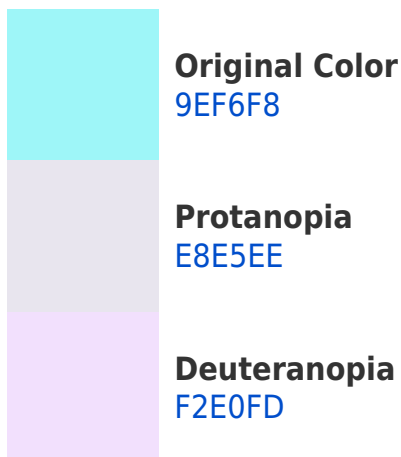 Original Color
9EF6F8
Protanopia
E8E5EE
Deuteranopia
F2E0FD